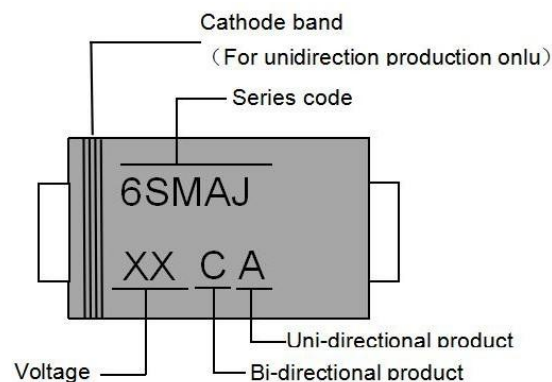 Cathode band
（For unidirection production onlu）
Series code
6SMAJ
XX C A
Uni-directional product
Voltage
Bi-directional product